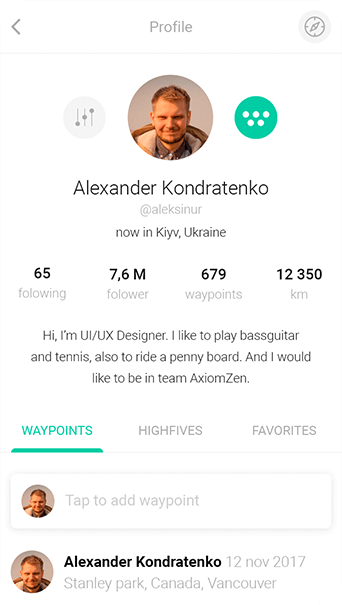 Profile
Alexander Kondratenko
@aleksinur
now in Kiyv, Ukraine
65 7,6 M 679 12 350
folowing folower waypoints km
Hi, I'm UI/UX Designer. I like to play bassguitar
and tennis, also to ride a penny board. And I would
like to be in team AxiomZen.
WAYPOINTS HIGHFIVES FAVORITES
Tap to add waypoint
Alexander Kondratenko 12 nov 2017
Stanley park, Canada, Vancouver